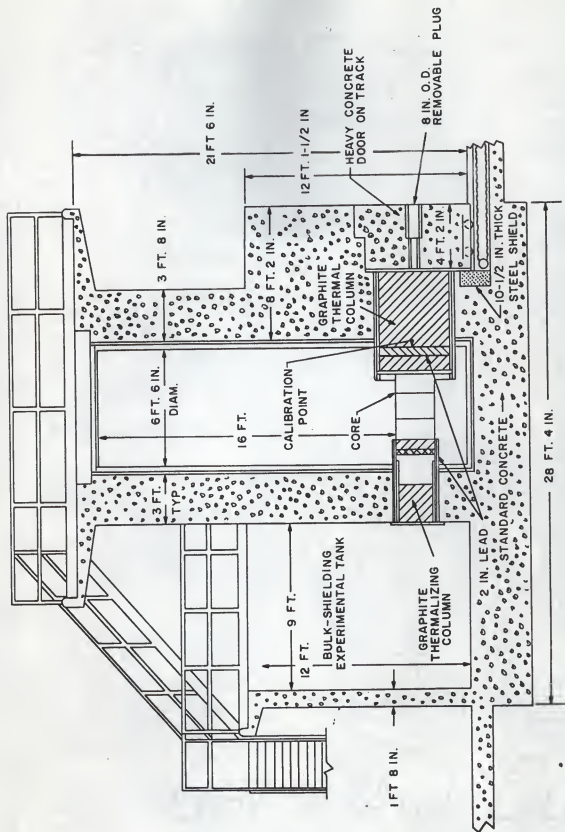 21 FT 6 IN.
12 FT. 1-1/2 IN
3 FT. 8 IN.
8 FT. 2 IN.
HEAVY CONCRETE
DOOR ON TRACK
8 IN. O.D.
REMOVABLE PLUG
4 FT. 2 IN
GRAPHITE
THERMAL
COLUMN
10-1/2 IN. THICK
STEEL SHIELD
6 FT. 6 IN.
DIAM.
16 FT.
CALIBRATION
POINT
CORE
3 FT.
TYP.
9 FT.
12 FT.
BULK-SHIELDING
EXPERIMENTAL TANK
GRAPHITE
THERMALIZING
COLUMN
2 IN. LEAD
STANDARD CONCRETE
28 FT. 4 IN.
1 FT 8 IN.